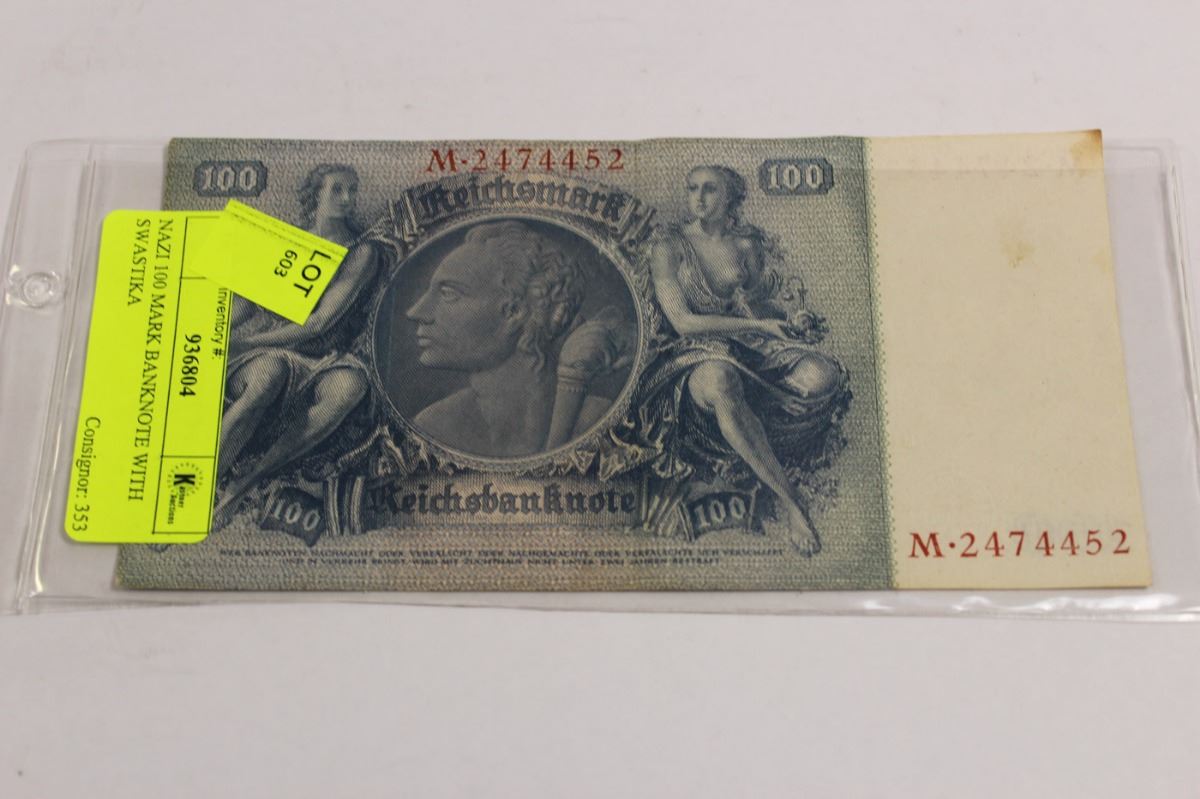 M·2474452
100
100
Reichsmark
Reichsbanknote
100
100
M·2474452
LOT
603
Inventory #:
936804
NAZI 100 MARK BANKNOTE WITH
SWASTIKA
Consignor: 353
Auctions